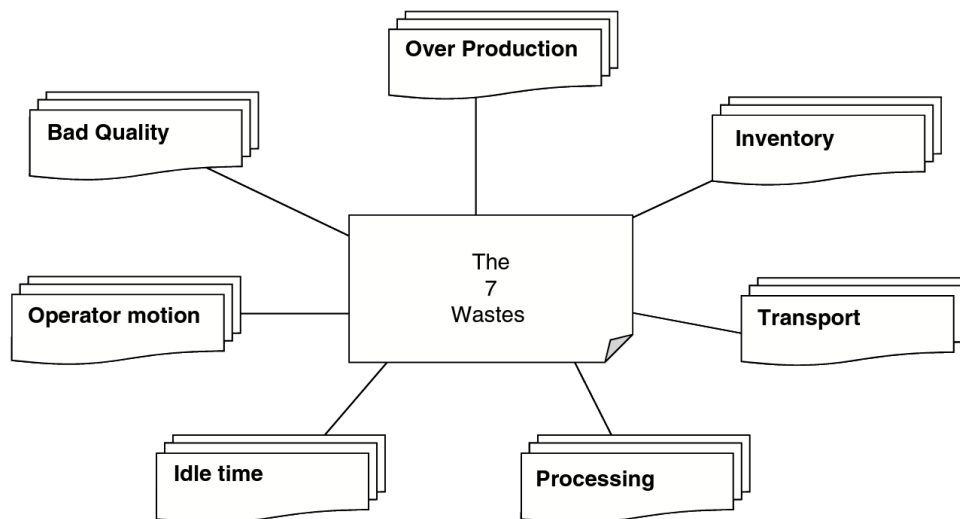 Over Production
Bad Quality
Inventory
The
7
Wastes
Operator motion
Transport
Idle time
Processing